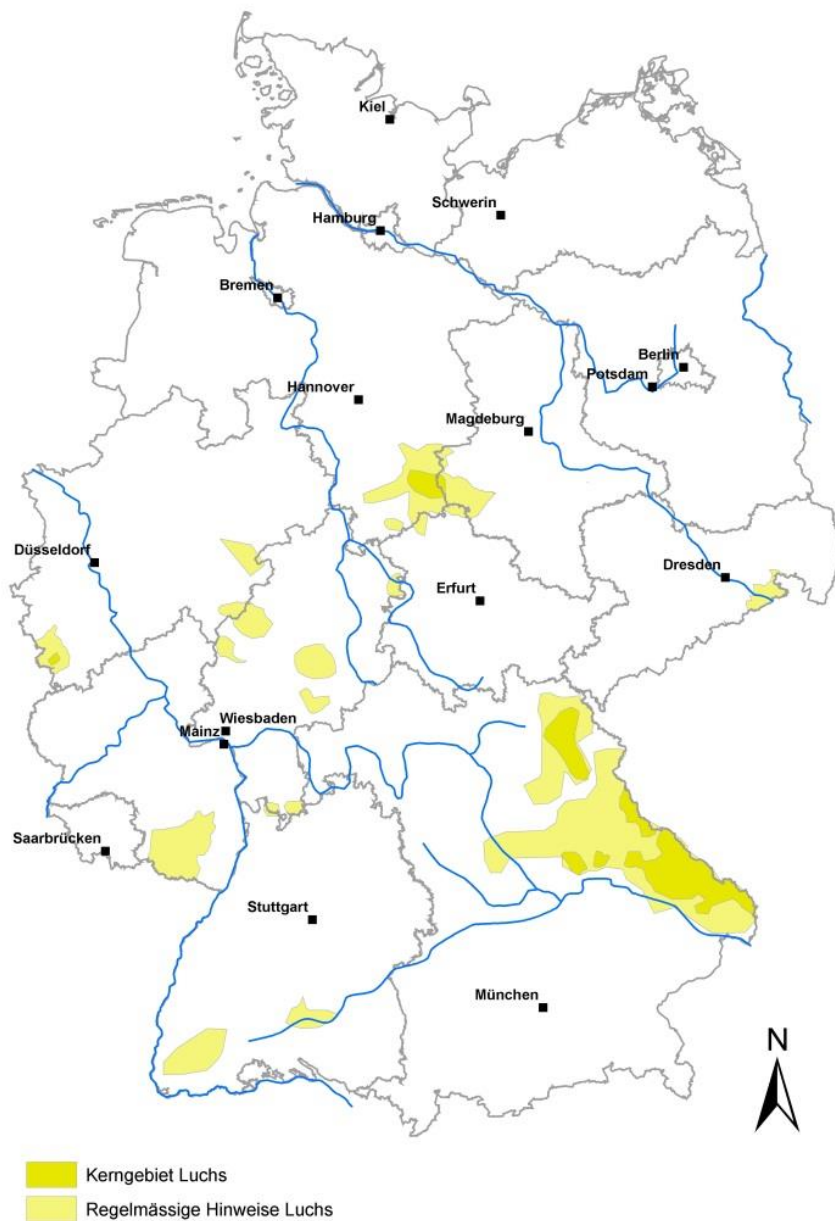 Kiel
Schwerin
Hamburg
Bremen
Berlin
Potsdam
Hannover
Magdeburg
Düsseldorf
Dresden
Erfurt
Wiesbaden
Mainz
Saarbrücken
Stuttgart
München
N
Kerngebiet Luchs
Regelmässige Hinweise Luchs